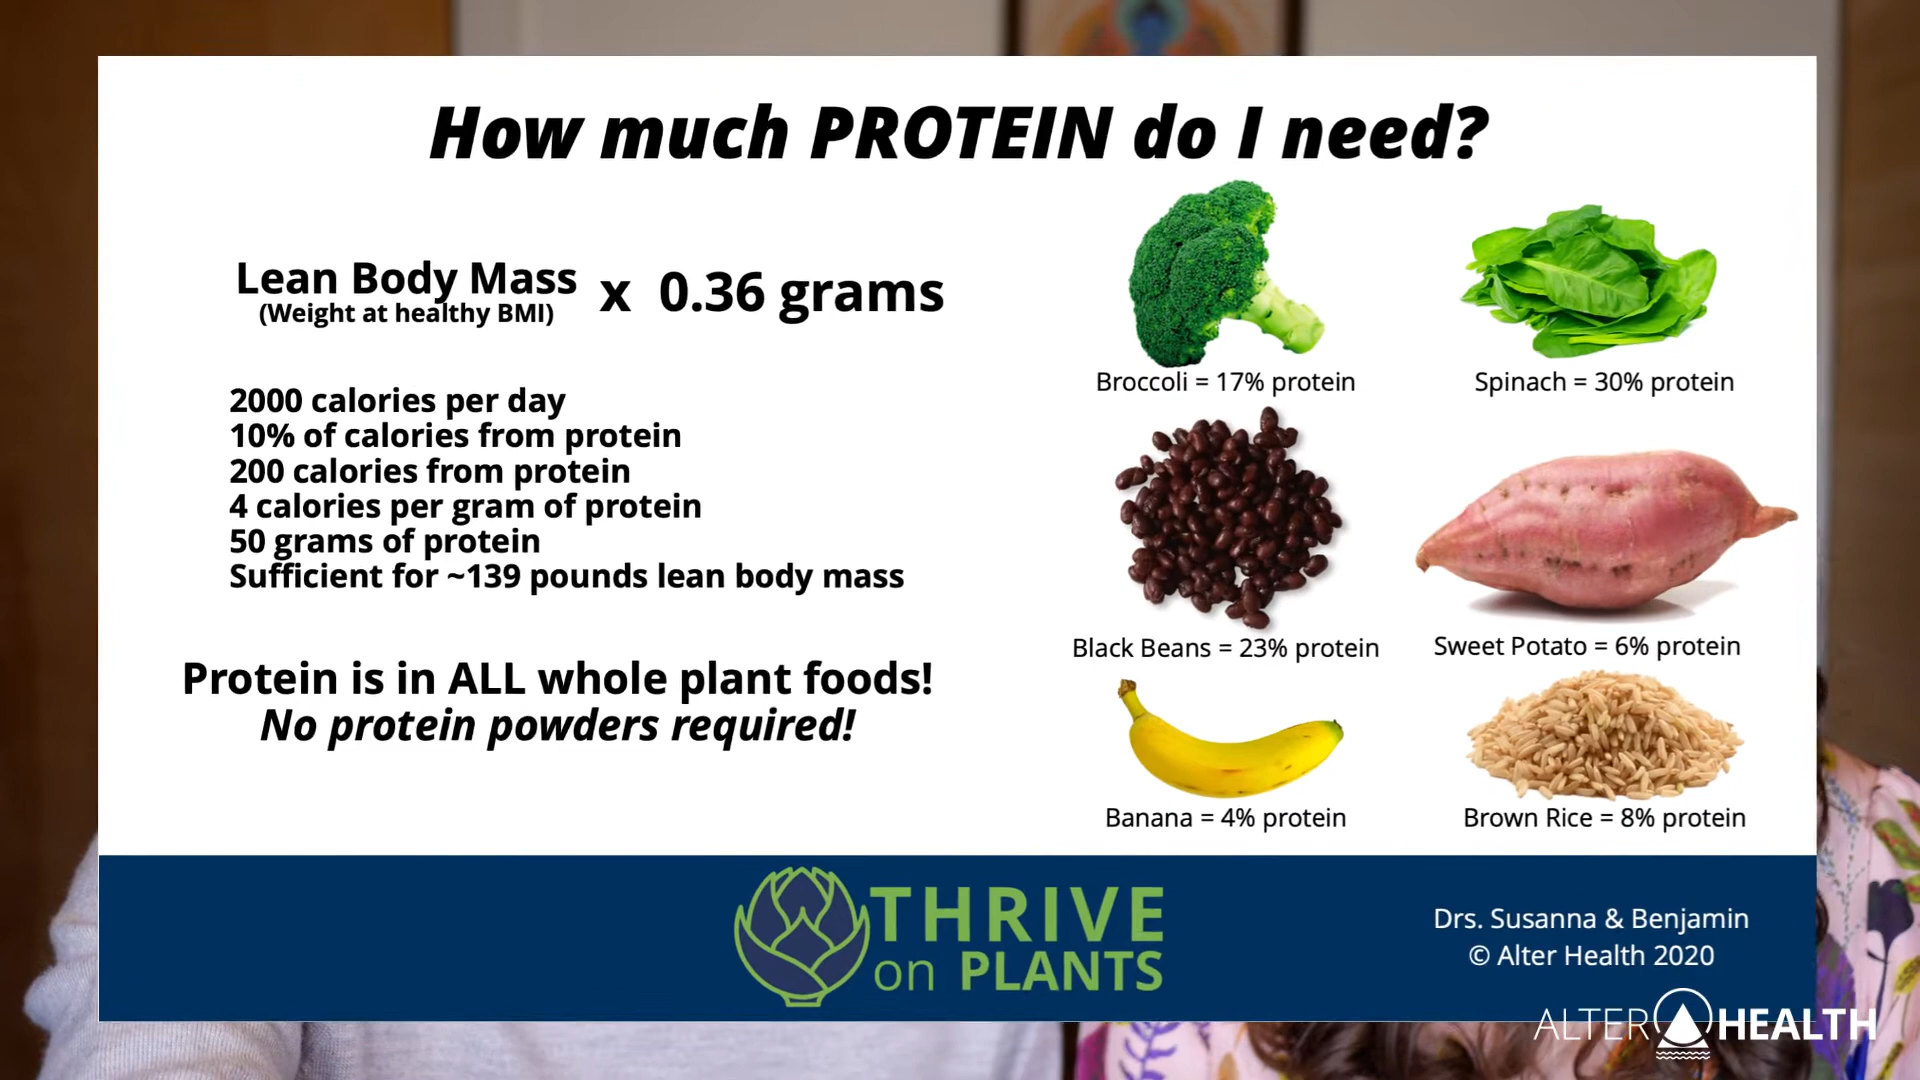 How much PROTEIN do I need?
Lean Body Mass
(Weight at healthy BMI)
x 0.36 grams
2000 calories per day
10% of calories from protein
200 calories from protein
4 calories per gram of protein
50 grams of protein
Sufficient for ~139 pounds lean body mass
Protein is in ALL whole plant foods!
No protein powders required!
Broccoli = 17% protein
Spinach = 30% protein
Black Beans = 23% protein
Sweet Potato = 6% protein
Banana = 4% protein
Brown Rice = 8% protein
THRIVE
on PLANTS
Drs. Susanna & Benjamin
© Alter Health 2020
ALTER HEALTH